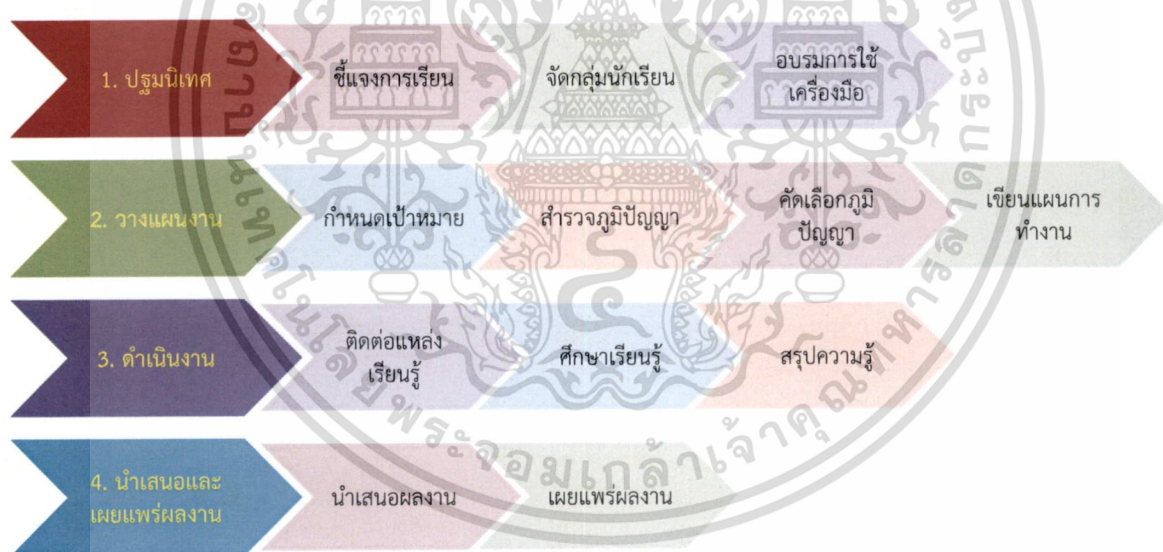 1. ปฐมนิเทศ
ชี้แจงการเรียน
จัดกลุ่มนักเรียน
อบรมการใช้
เครื่องมือ
2. วางแผนงาน
กำหนดเป้าหมาย
สำรวจภูมิปัญญา
คัดเลือกภูมิ
ปัญญา
เขียนแผนการ
ทำงาน
3. ดำเนินงาน
ติดต่อแหล่ง
เรียนรู้
ศึกษาเรียนรู้
สรุปความรู้
4. นำเสนอและ
เผยแพร่ผลงาน
นำเสนอผลงาน
เผยแพร่ผลงาน